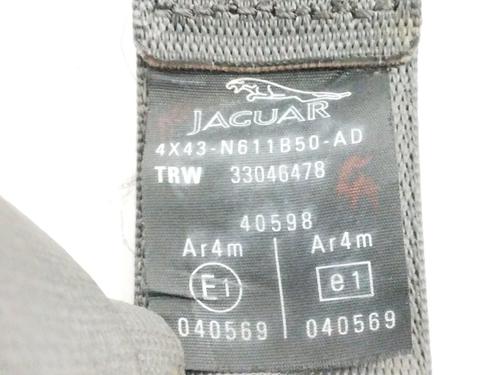 JAGUAR
4X43-N611B50-AD
TRW 33046478
40598
Ar4m Ar4m
E1 e1
040569 040569